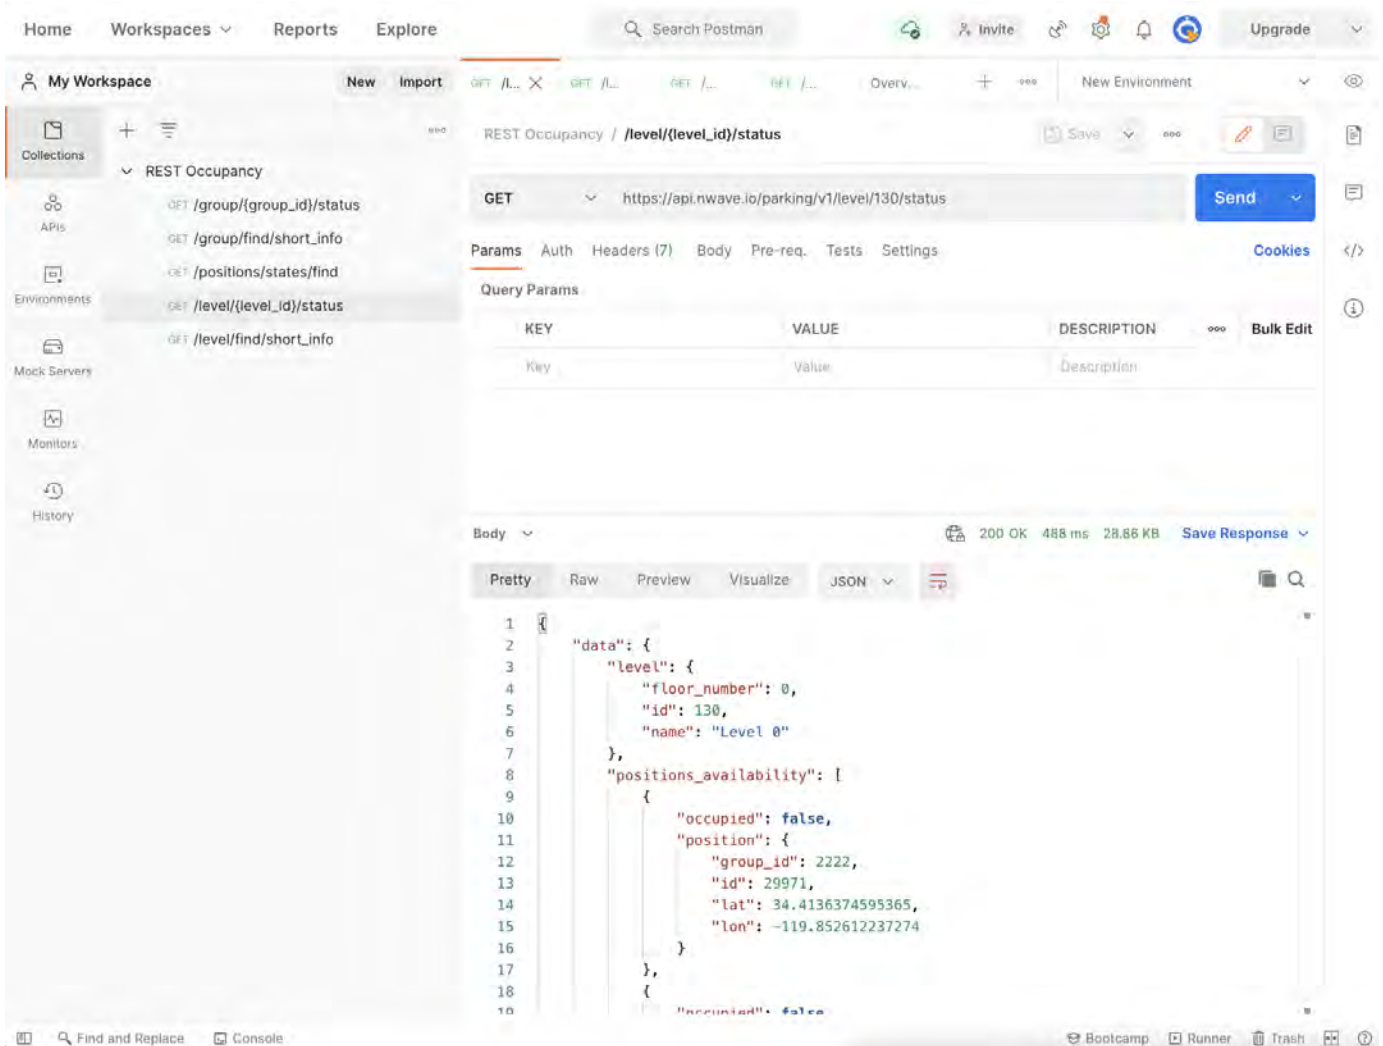 Home Workspaces Reports Explore Search Postman Invite Upgrade
My Workspace New Import GET /l... GET /l... GET /... GET /... Overv... New Environment
Collections
REST Occupancy / /level/{level_id}/status Save
REST Occupancy
GET /group/{group_id}/status
GET /group/find/short_info
GET /positions/states/find
GET /level/{level_id}/status
GET /level/find/short_info
APIs
Environments
Mock Servers
Monitors
History
GET https://api.nwave.io/parking/v1/level/130/status Send
Params Auth Headers (7) Body Pre-req. Tests Settings Cookies
Query Params
KEY VALUE DESCRIPTION Bulk Edit
Key Value Description
Body 200 OK 488 ms 28.86 KB Save Response
Pretty Raw Preview Visualize JSON
1 {
2 "data": {
3 "level": {
4 "floor_number": 0,
5 "id": 130,
6 "name": "Level 0"
7 },
8 "positions_availability": [
9 {
10 "occupied": false,
11 "position": {
12 "group_id": 2222,
13 "id": 29971,
14 "lat": 34.4136374595365,
15 "lon": -119.852612237274
16 }
17 },
18 {
19 "occupied": false
Find and Replace Console Bootcamp Runner Trash